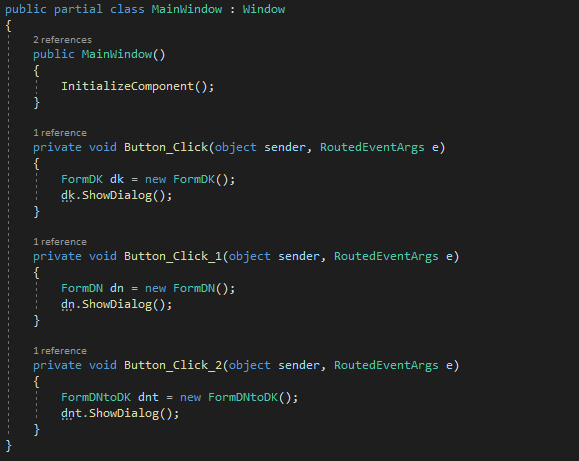 public partial class MainWindow : Window
{
2 references
public MainWindow()
{
InitializeComponent();
}
1 reference
private void Button_Click(object sender, RoutedEventArgs e)
{
FormDK dk = new FormDK();
dk.ShowDialog();
}
1 reference
private void Button_Click_1(object sender, RoutedEventArgs e)
{
FormDN dn = new FormDN();
dn.ShowDialog();
}
1 reference
private void Button_Click_2(object sender, RoutedEventArgs e)
{
FormDNtoDK dnt = new FormDNtoDK();
dnt.ShowDialog();
}
}